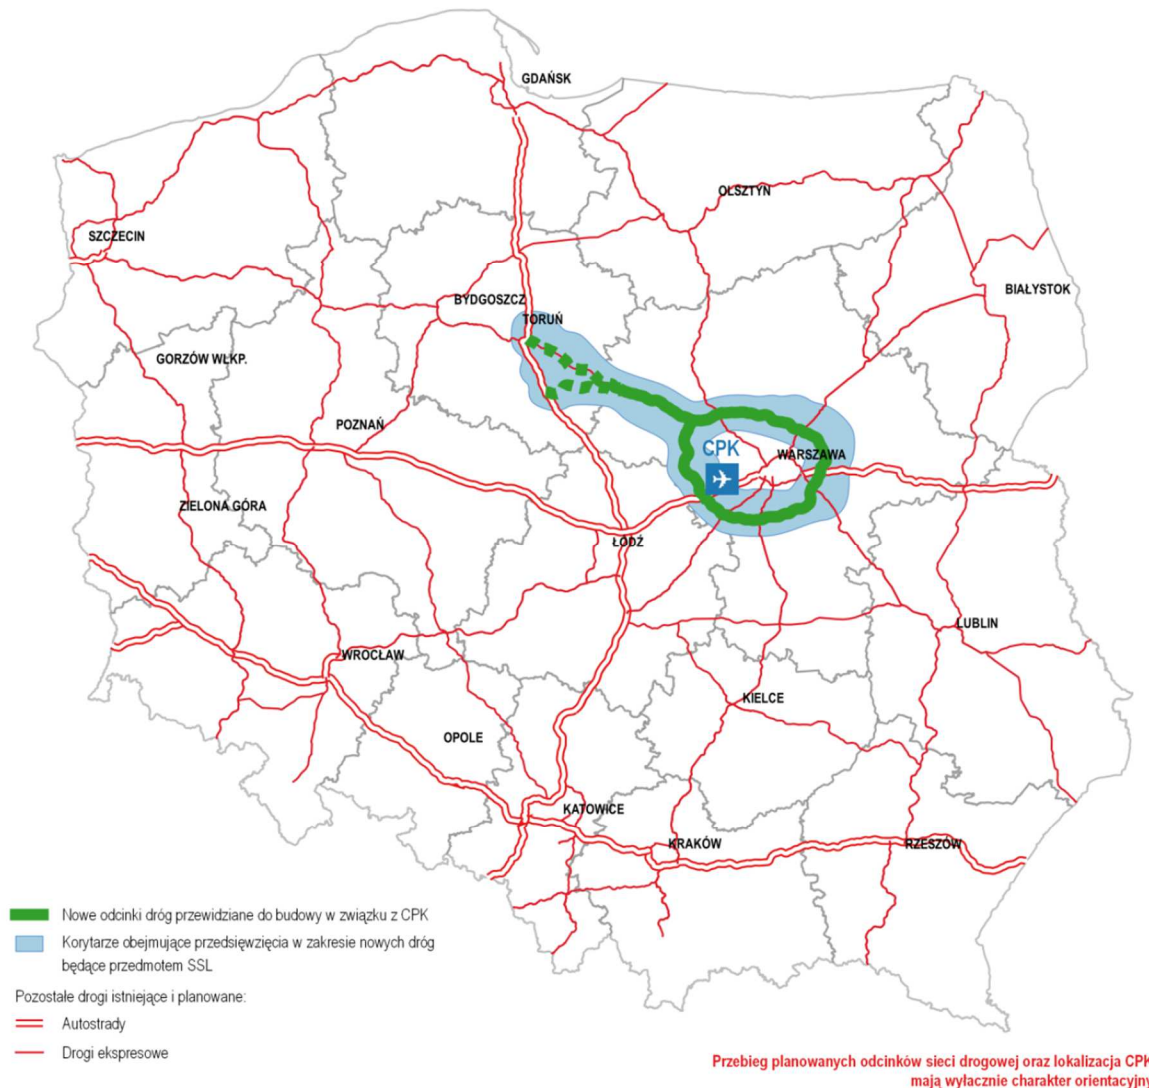 GDAŃSK
OLSZTYN
SZCZECIN
BIAŁYSTOK
BYDGOSZCZ
TORUŃ
GORZÓW WLKP.
POZNAŃ
CPK
WARSZAWA
ZIELONA GÓRA
ŁÓDŹ
LUBLIN
WROCŁAW
KIELCE
OPOLE
KATOWICE
KRAKÓW
RZESZÓW
Nowe odcinki dróg przewidziane do budowy w związku z CPK
Korytarze obejmujące przedsięwzięcia w zakresie nowych dróg
będące przedmotem SSL
Pozostałe drogi istniejące i planowane:
Autostrady
Drogi ekspresowe
Przebieg planowanych odcinków sieci drogowej oraz lokalizacja CPK
mają wyłacznie charakter orientacyjny